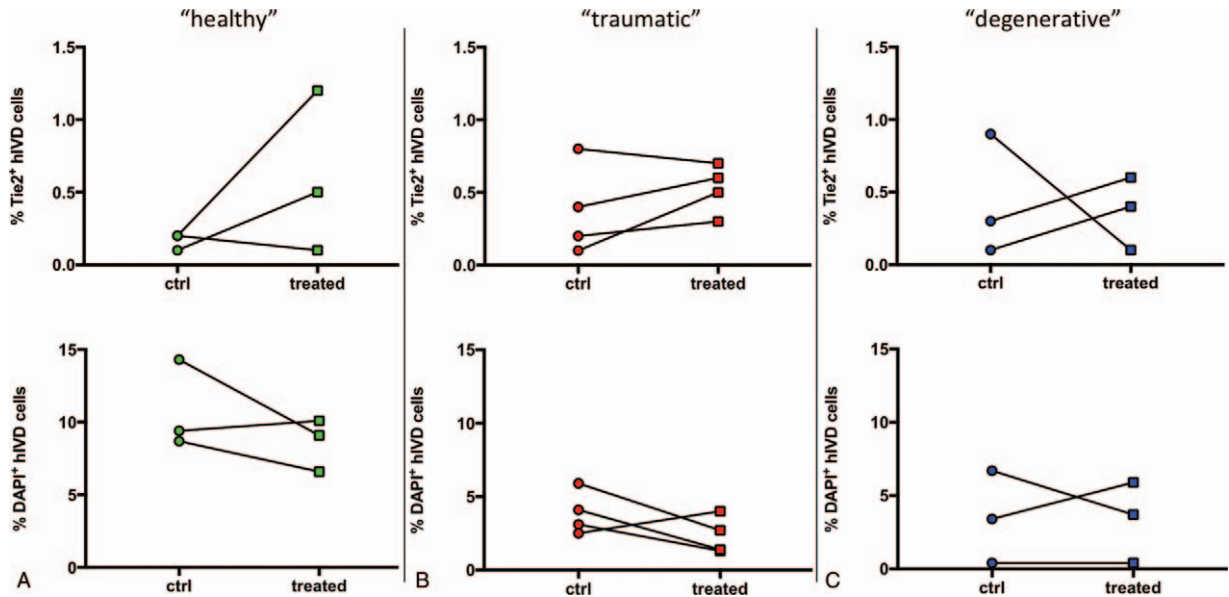 “healthy”
“traumatic”
“degenerative”
% Tie2⁺ hIVD cells
1.5
1.0
0.5
0.0
ctrl
treated
% Tie2⁺ hIVD cells
1.5
1.0
0.5
0.0
ctrl
treated
% Tie2⁺ hIVD cells
1.5
1.0
0.5
0.0
ctrl
treated
% DAPI⁺ hIVD cells
15
10
5
0
ctrl
treated
A
% DAPI⁺ hIVD cells
15
10
5
0
ctrl
treated
B
% DAPI⁺ hIVD cells
15
10
5
0
ctrl
treated
C